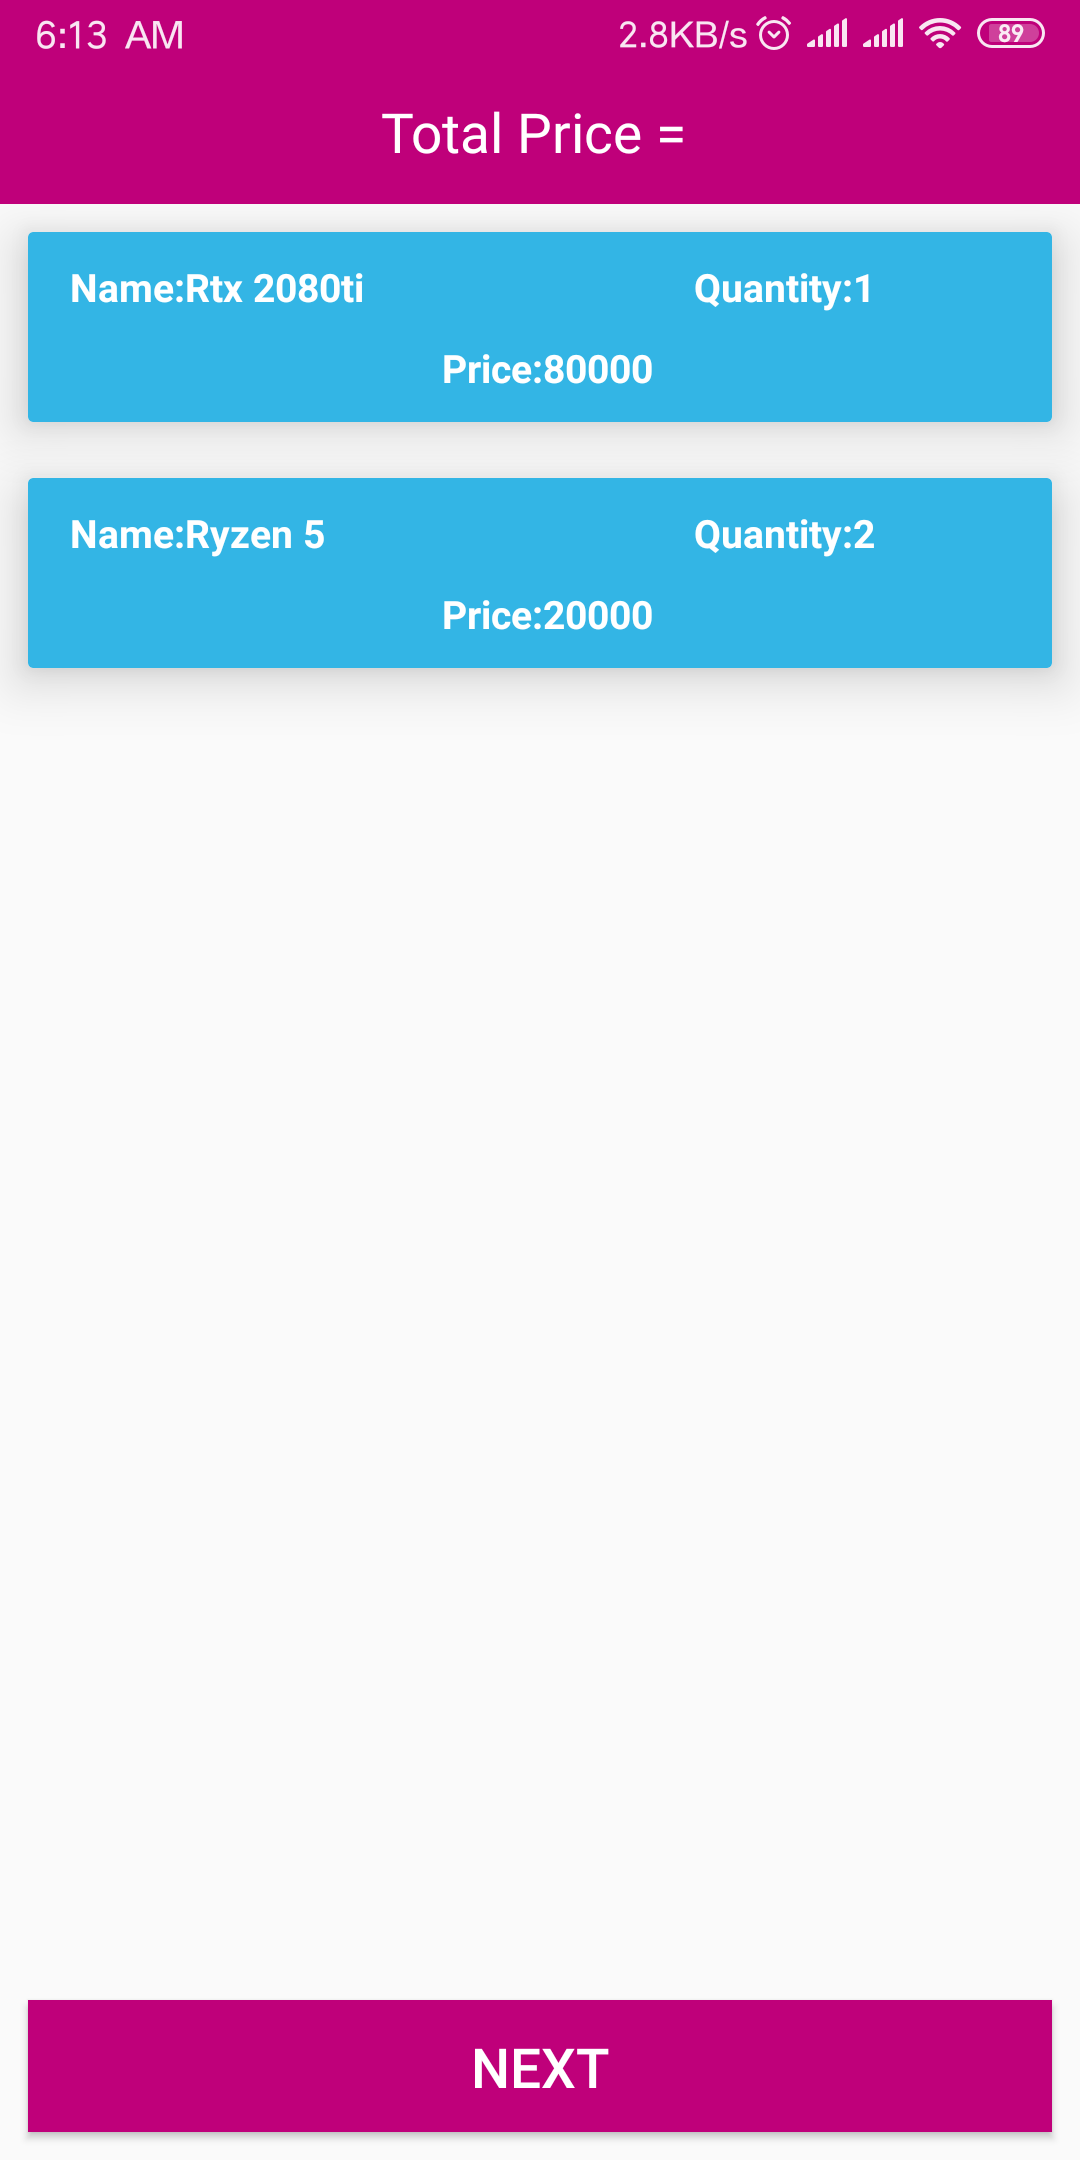 6:13 AM 2.8KB/s 89
Total Price =
Name:Rtx 2080ti Quantity:1
Price:80000
Name:Ryzen 5 Quantity:2
Price:20000
NEXT